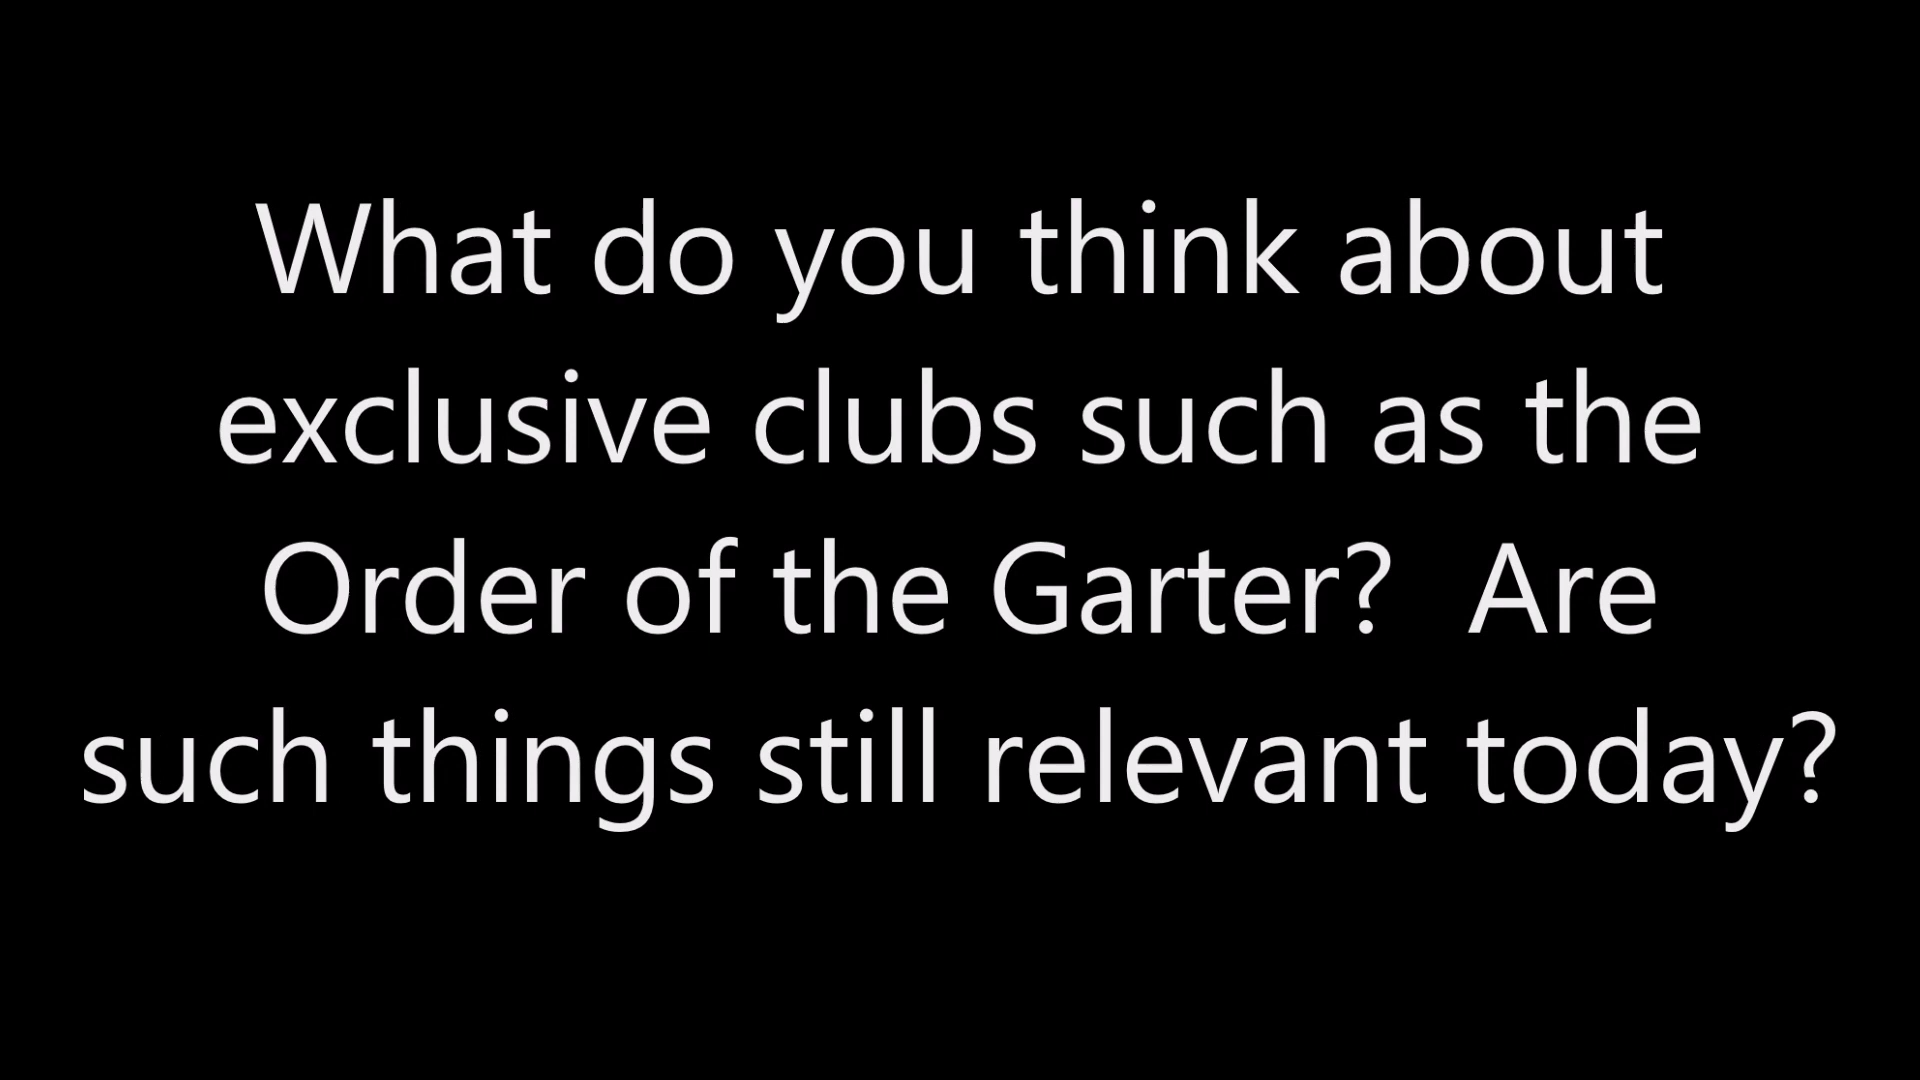 What do you think about
exclusive clubs such as the
Order of the Garter?  Are
such things still relevant today?